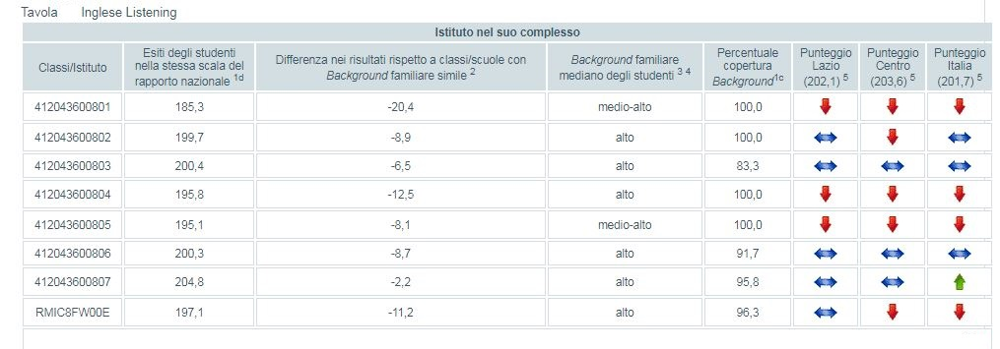 Tavola Inglese Listening
Istituto nel suo complesso
Classi/Istituto
Esiti degli studenti
nella stessa scala del
rapporto nazionale 1d
Differenza nei risultati rispetto a classi/scuole con
Background familiare simile 2
Background familiare
mediano degli studenti 3 4
Percentuale
copertura
Background1c
Punteggio
Lazio
(202,1) 5
Punteggio
Centro
(203,6) 5
Punteggio
Italia
(201,7) 5
412043600801 185,3 -20,4 medio-alto 100,0
412043600802 199,7 -8,9 alto 100,0
412043600803 200,4 -6,5 alto 83,3
412043600804 195,8 -12,5 alto 100,0
412043600805 195,1 -8,1 medio-alto 100,0
412043600806 200,3 -8,7 alto 91,7
412043600807 204,8 -2,2 alto 95,8
RMIC8FW00E 197,1 -11,2 alto 96,3